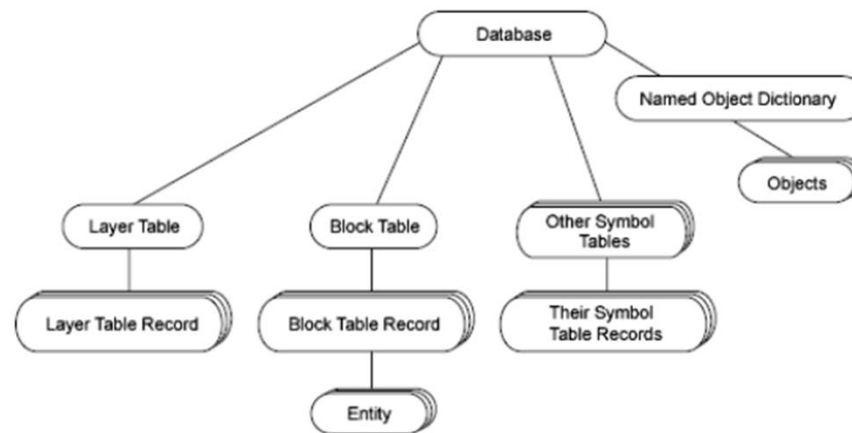 Database
Named Object Dictionary
Objects
Layer Table
Block Table
Other Symbol
Tables
Layer Table Record
Block Table Record
Their Symbol
Table Records
Entity